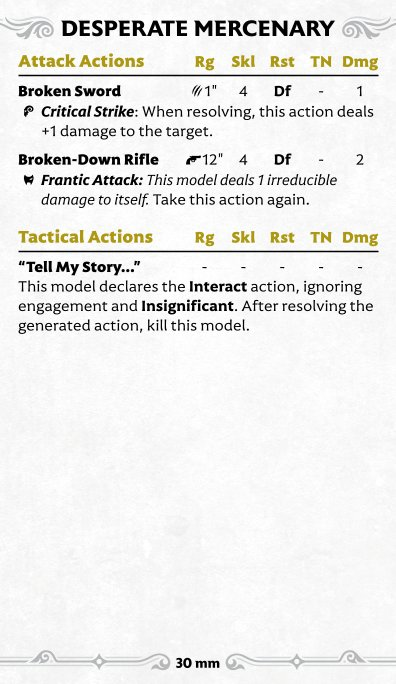 DESPERATE MERCENARY
Attack Actions Rg Skl Rst TN Dmg
Broken Sword 1" 4 Df - 1
Critical Strike: When resolving, this action deals
+1 damage to the target.
Broken-Down Rifle 12" 4 Df - 2
Frantic Attack: This model deals 1 irreducible
damage to itself. Take this action again.
Tactical Actions Rg Skl Rst TN Dmg
“Tell My Story...” - - - - -
This model declares the Interact action, ignoring
engagement and Insignificant. After resolving the
generated action, kill this model.
30 mm